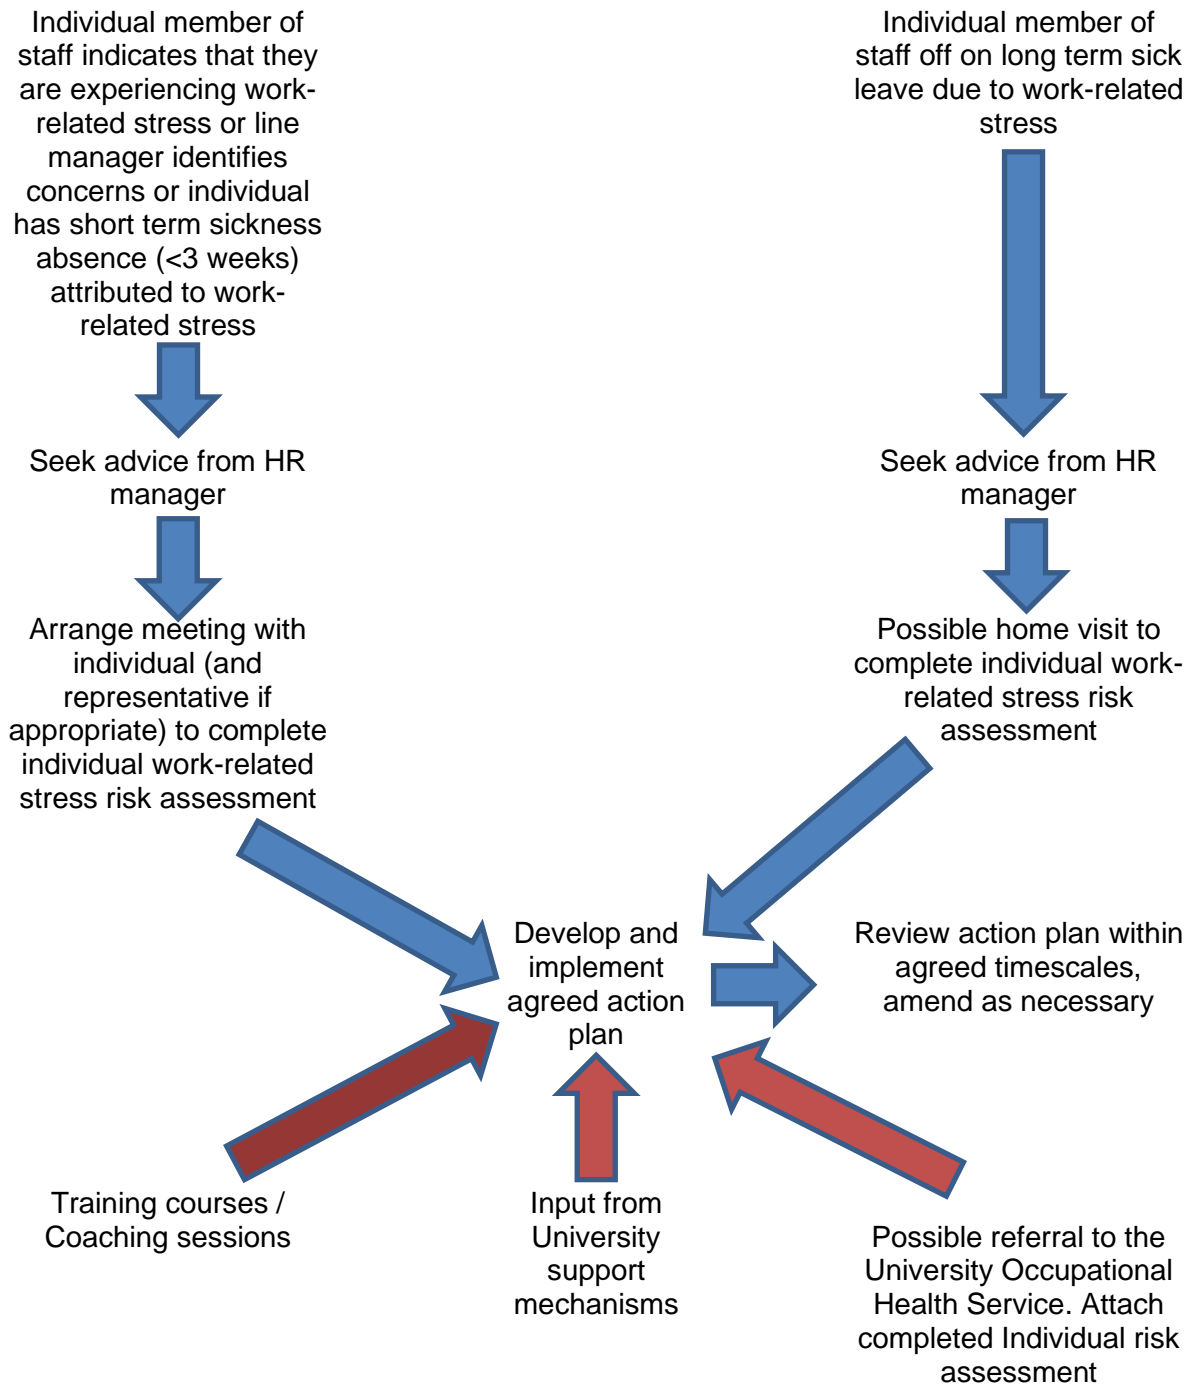 Individual member of
staff indicates that they
are experiencing work-
related stress or line
manager identifies
concerns or individual
has short term sickness
absence (<3 weeks)
attributed to work-
related stress
Individual member of
staff off on long term sick
leave due to work-related
stress
Seek advice from HR
manager
Seek advice from HR
manager
Arrange meeting with
individual (and
representative if
appropriate) to complete
individual work-related
stress risk assessment
Possible home visit to
complete individual work-
related stress risk
assessment
Develop and
implement
agreed action
plan
Review action plan within
agreed timescales,
amend as necessary
Training courses /
Coaching sessions
Input from
University
support
mechanisms
Possible referral to the
University Occupational
Health Service. Attach
completed Individual risk
assessment